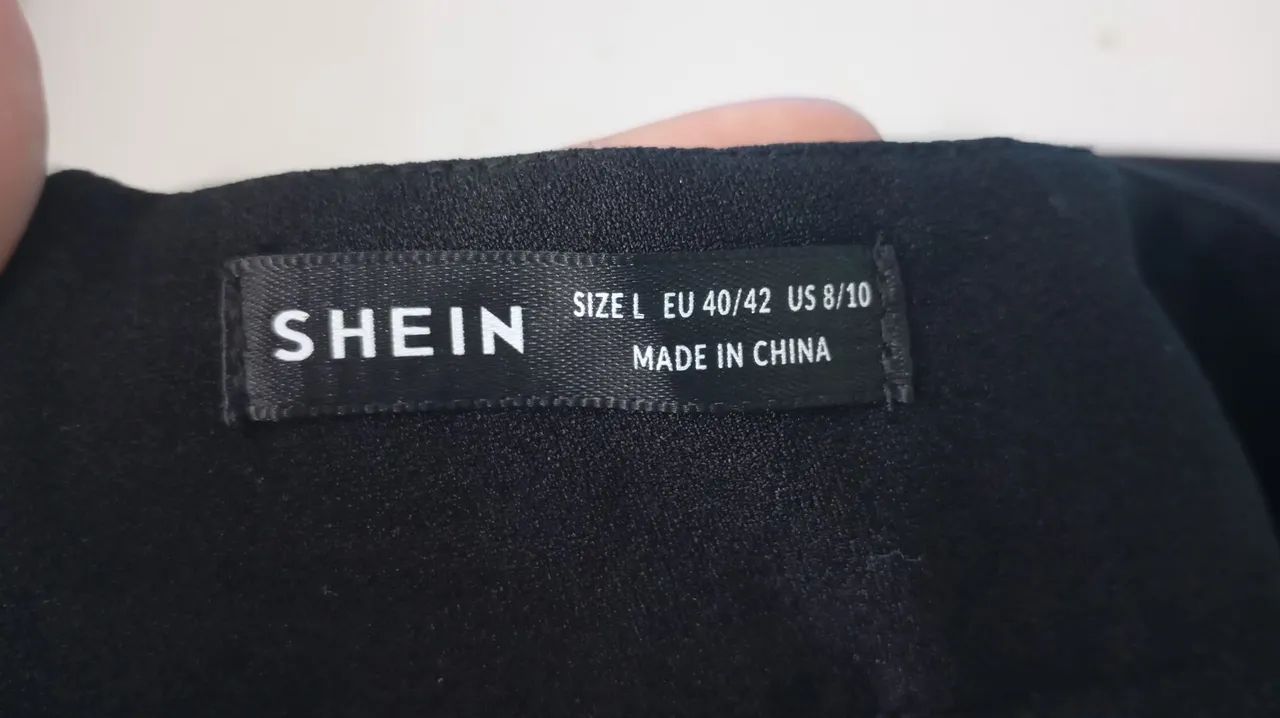 SHEIN
SIZE L EU 40/42 US 8/10
MADE IN CHINA